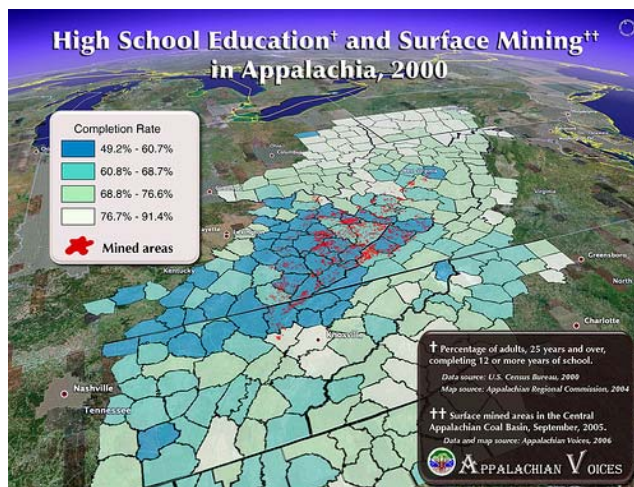 High School Education† and Surface Mining††
in Appalachia, 2000
Completion Rate
49.2% - 60.7%
60.8% - 68.7%
68.8% - 76.6%
76.7% - 91.4%
Mined areas
Virginia
Kentucky
Greensboro
North
Charlotte
Knoxville
Nashville
Tennessee
† Percentage of adults, 25 years and over,
completing 12 or more years of school.
Data source: U.S. Census Bureau, 2000
Map source: Appalachian Regional Commission, 2004
†† Surface mined areas in the Central
Appalachian Coal Basin, September, 2005.
Data and map source: Appalachian Voices, 2006
APPALACHIAN VOICES